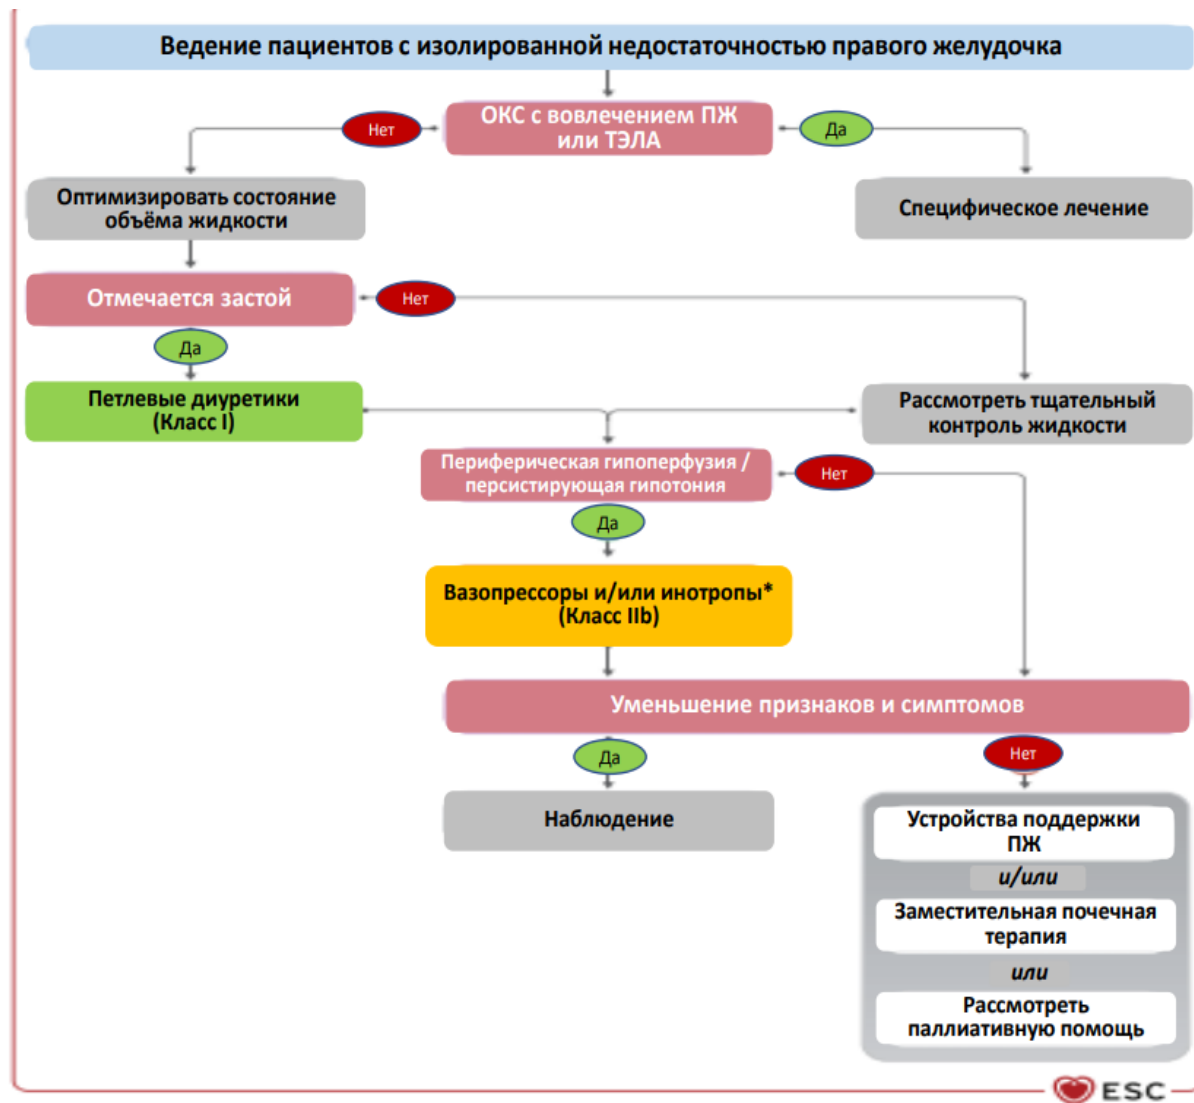 Ведение пациентов с изолированной недостаточностью правого желудочка
ОКС с вовлечением ПЖ
или ТЭЛА
Нет
Да
Оптимизировать состояние
объёма жидкости
Специфическое лечение
Отмечается застой
Нет
Да
Петлевые диуретики
(Класс I)
Рассмотреть тщательный
контроль жидкости
Периферическая гипоперфузия /
персистирующая гипотония
Нет
Да
Вазопрессоры и/или инотропы*
(Класс IIb)
Уменьшение признаков и симптомов
Да
Нет
Наблюдение
Устройства поддержки
ПЖ
и/или
Заместительная почечная
терапия
или
Рассмотреть
паллиативную помощь
ESC